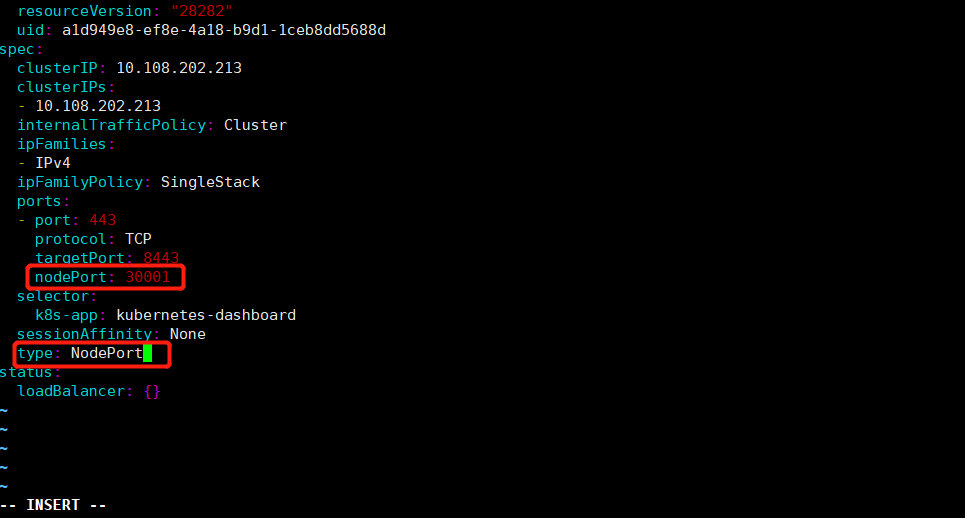 resourceVersion: "28282"
  uid: a1d949e8-ef8e-4a18-b9d1-1ceb8dd5688d
spec:
  clusterIP: 10.108.202.213
  clusterIPs:
  - 10.108.202.213
  internalTrafficPolicy: Cluster
  ipFamilies:
  - IPv4
  ipFamilyPolicy: SingleStack
  ports:
  - port: 443
    protocol: TCP
    targetPort: 8443
    nodePort: 30001
  selector:
    k8s-app: kubernetes-dashboard
  sessionAffinity: None
  type: NodePort
status:
  loadBalancer: {}
~
~
~
~
~
-- INSERT --